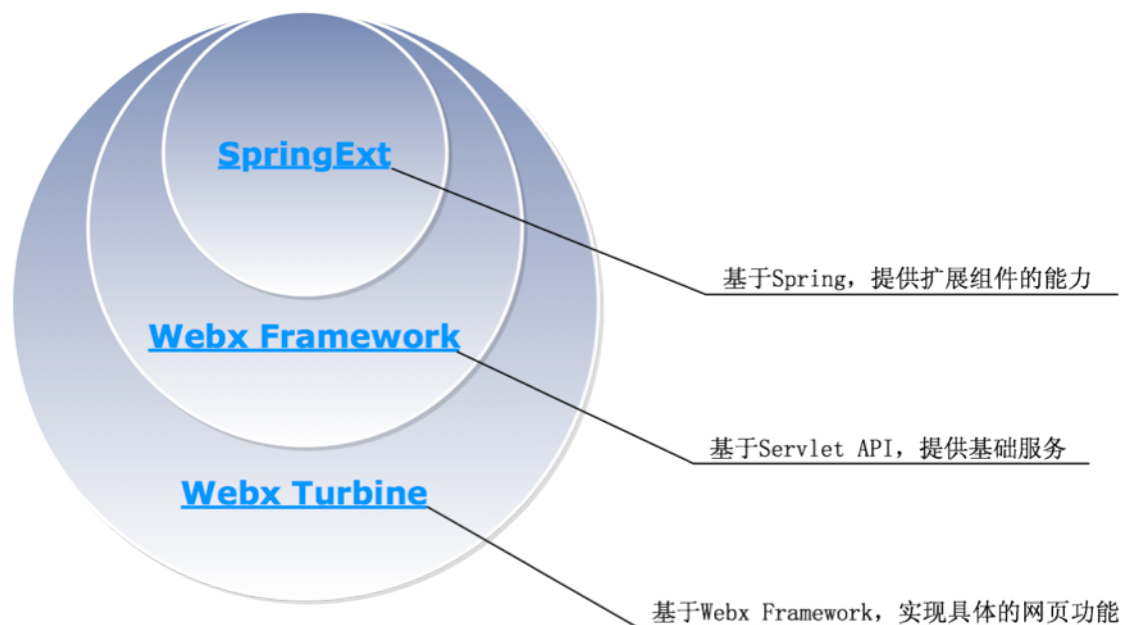 SpringExt
基于Spring，提供扩展组件的能力
Webx Framework
基于Servlet API，提供基础服务
Webx Turbine
基于Webx Framework，实现具体的网页功能